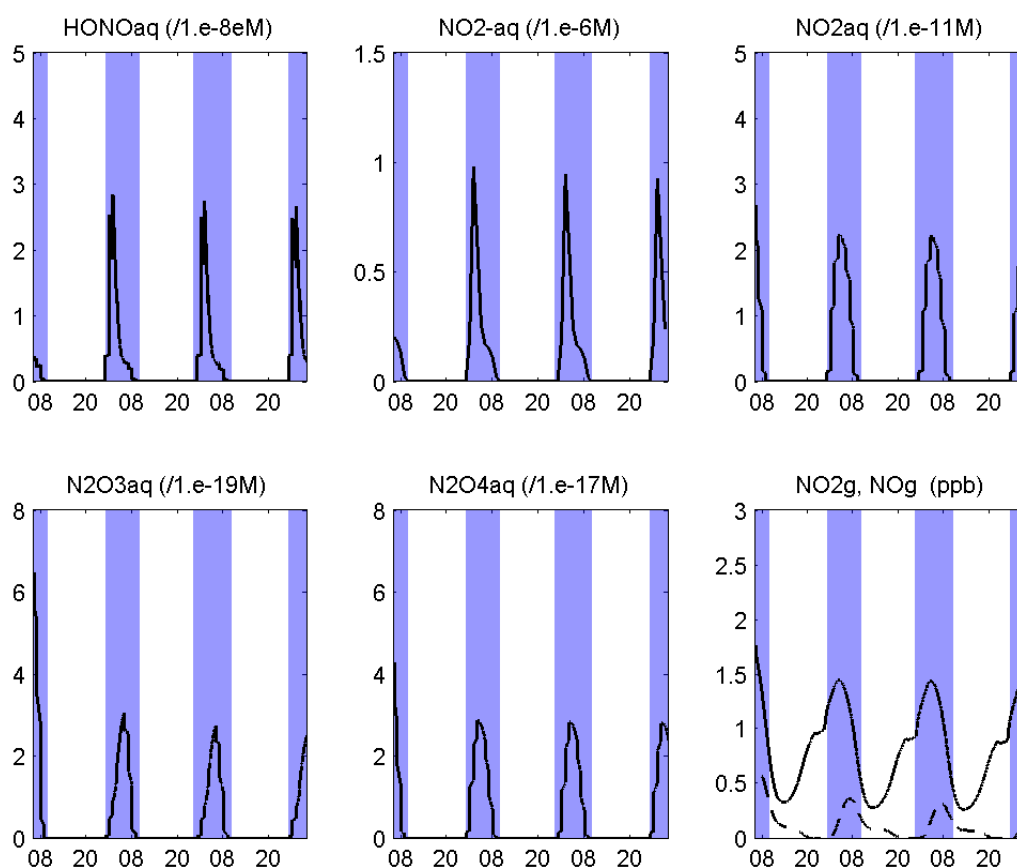 HONOaq (/1.e-8eM)
5
4
3
2
1
0
08 20 08 20 08 20
NO2-aq (/1.e-6M)
1.5
1
0.5
0
08 20 08 20 08 20
NO2aq (/1.e-11M)
5
4
3
2
1
0
08 20 08 20 08 20
N2O3aq (/1.e-19M)
8
6
4
2
0
08 20 08 20 08 20
N2O4aq (/1.e-17M)
8
6
4
2
0
08 20 08 20 08 20
NO2g, NOg (ppb)
3
2.5
2
1.5
1
0.5
0
08 20 08 20 08 20